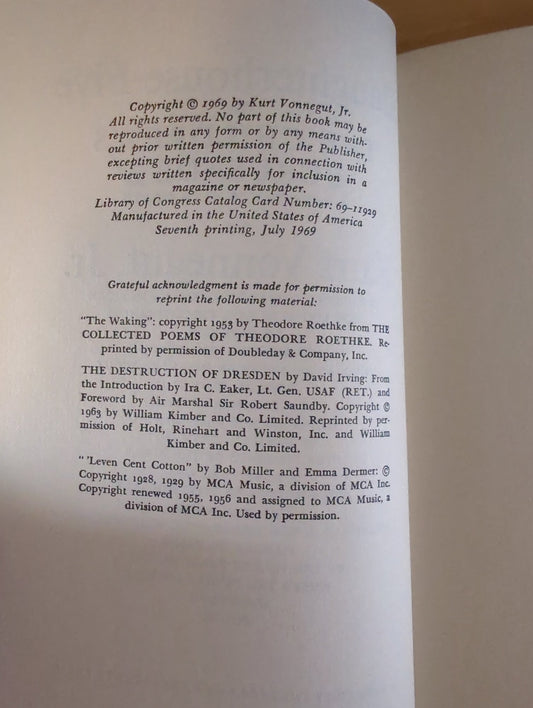 Copyright © 1969 by Kurt Vonnegut, Jr.
All rights reserved. No part of this book may be
reproduced in any form or by any means with-
out prior written permission of the Publisher,
excepting brief quotes used in connection with
reviews written specifically for inclusion in a
magazine or newspaper.
Library of Congress Catalog Card Number: 69–11929
Manufactured in the United States of America
Seventh printing, July 1969
Grateful acknowledgment is made for permission to
reprint the following material:
"The Waking": copyright 1953 by Theodore Roethke from THE
COLLECTED POEMS OF THEODORE ROETHKE. Re-
printed by permission of Doubleday & Company, Inc.
THE DESTRUCTION OF DRESDEN by David Irving: From
the Introduction by Ira C. Eaker, Lt. Gen. USAF (RET.) and
Foreword by Air Marshal Sir Robert Saundby. Copyright ©
1963 by William Kimber and Co. Limited. Reprinted by per-
mission of Holt, Rinehart and Winston, Inc. and William
Kimber and Co. Limited.
" 'Leven Cent Cotton" by Bob Miller and Emma Dermer: ©
Copyright 1928, 1929 by MCA Music, a division of MCA Inc.
Copyright renewed 1955, 1956 and assigned to MCA Music, a
division of MCA Inc. Used by permission.